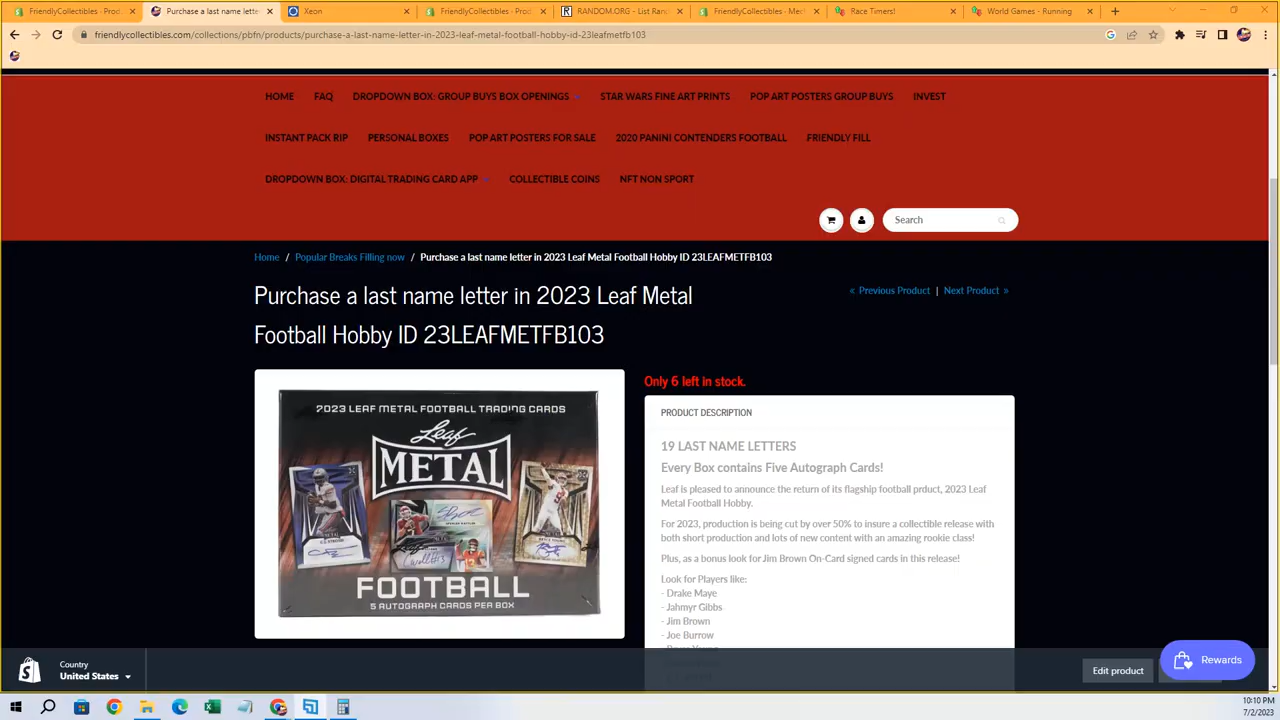 FriendlyCollectibles - Prod
Purchase a last name lette
Xeon
FriendlyCollectibles - Prod
RANDOM.ORG - List Rand
FriendlyCollectibles - Mech
Race Timers!
World Games - Running
friendlycollectibles.com/collections/pbfn/products/purchase-a-last-name-letter-in-2023-leaf-metal-football-hobby-id-23leafmetfb103
HOME FAQ DROPDOWN BOX: GROUP BUYS BOX OPENINGS STAR WARS FINE ART PRINTS POP ART POSTERS GROUP BUYS INVEST
INSTANT PACK RIP PERSONAL BOXES POP ART POSTERS FOR SALE 2020 PANINI CONTENDERS FOOTBALL FRIENDLY FILL
DROPDOWN BOX: DIGITAL TRADING CARD APP COLLECTIBLE COINS NFT NON SPORT
Search
Home / Popular Breaks Filling now / Purchase a last name letter in 2023 Leaf Metal Football Hobby ID 23LEAFMETFB103
Purchase a last name letter in 2023 Leaf Metal
Football Hobby ID 23LEAFMETFB103
« Previous Product | Next Product »
2023 LEAF METAL FOOTBALL TRADING CARDS
Leaf
METAL
FOOTBALL
5 AUTOGRAPH CARDS PER BOX
Only 6 left in stock.
PRODUCT DESCRIPTION
19 LAST NAME LETTERS
Every Box contains Five Autograph Cards!
Leaf is pleased to announce the return of its flagship football prduct, 2023 Leaf
Metal Football Hobby.
For 2023, production is being cut by over 50% to insure a collectible release with
both short production and lots of new content with an amazing rookie class!
Plus, as a bonus look for Jim Brown On-Card signed cards in this release!
Look for Players like:
- Drake Maye
- Jahmyr Gibbs
- Jim Brown
- Joe Burrow
Country
United States
Edit product
Rewards
10:10 PM
7/2/2023